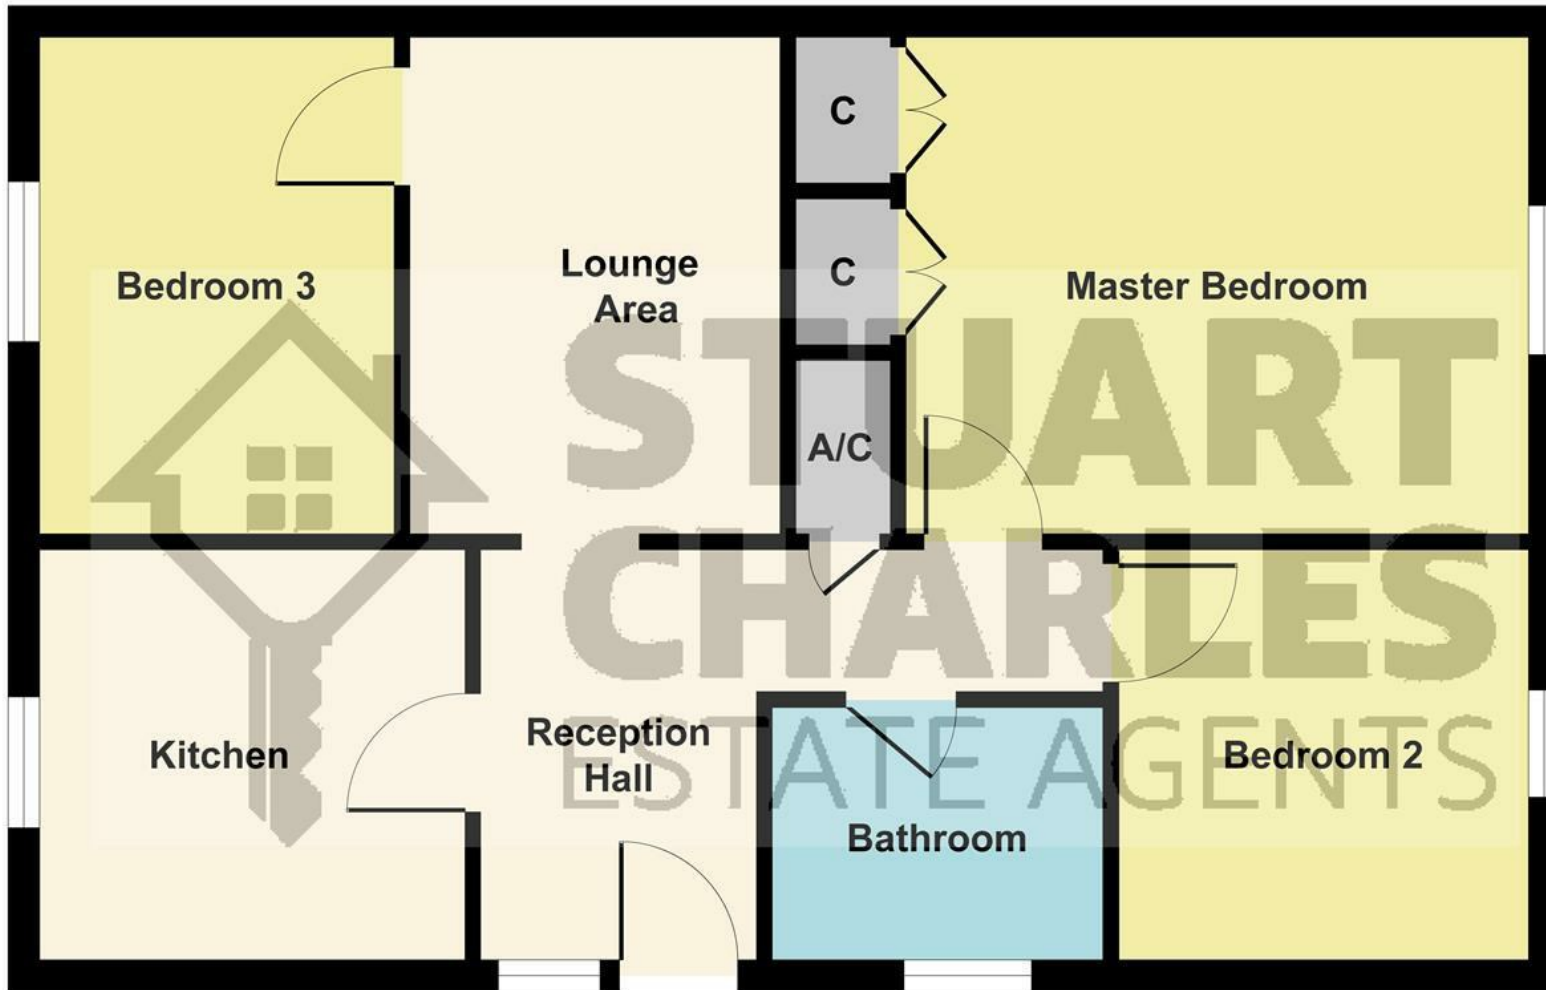 C
Lounge
Area
C
Bedroom 3
Master Bedroom
A/C
STUART
CHARLES
ESTATE AGENTS
Kitchen
Reception
Hall
Bedroom 2
Bathroom